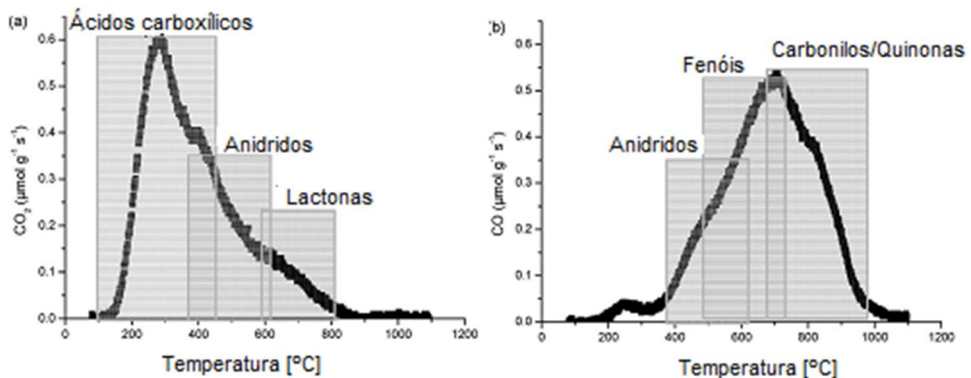 (a)
Ácidos carboxílicos
Anidridos
Lactonas
CO₂ (µmol g⁻¹ s⁻¹)
0.6
0.5
0.4
0.3
0.2
0.1
0.0
0 200 400 600 800 1000 1200
Temperatura [ºC]
(b)
Carbonilos/Quinonas
Fenóis
Anidridos
CO (µmol g⁻¹ s⁻¹)
0.6
0.5
0.4
0.3
0.2
0.1
0.0
0 200 400 600 800 1000 1200
Temperatura [ºC]